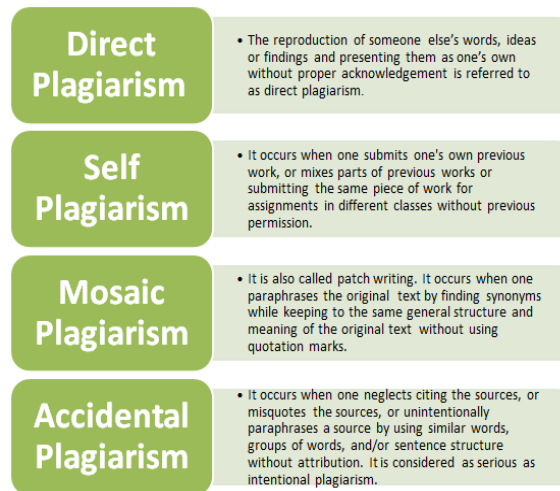 Direct
Plagiarism
• The reproduction of someone else’s words, ideas
or findings and presenting them as one’s own
without proper acknowledgement is referred to
as direct plagiarism.
Self
Plagiarism
• It occurs when one submits one's own previous
work, or mixes parts of previous works or
submitting the same piece of work for
assignments in different classes without previous
permission.
Mosaic
Plagiarism
• It is also called patch writing. It occurs when one
paraphrases the original text by finding synonyms
while keeping to the same general structure and
meaning of the original text without using
quotation marks.
Accidental
Plagiarism
• It occurs when one neglects citing the sources, or
misquotes the sources, or unintentionally
paraphrases a source by using similar words,
groups of words, and/or sentence structure
without attribution. It is considered as serious as
intentional plagiarism.